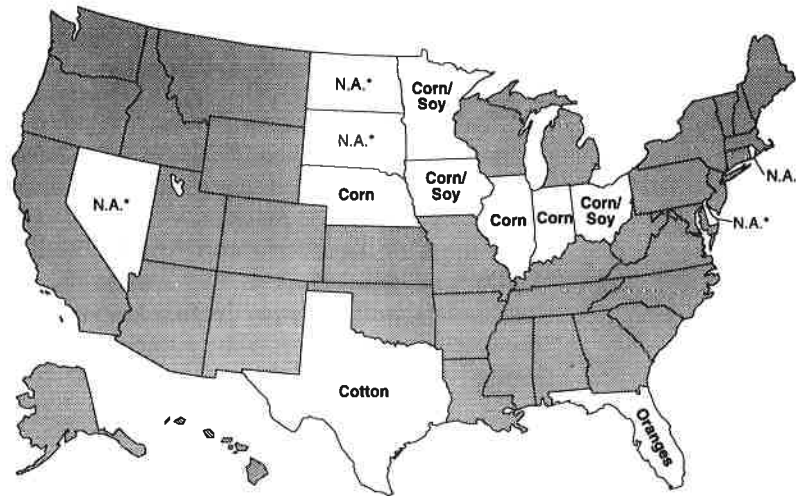 N.A.*
Corn/
Soy
N.A.*
Corn
Corn/
Soy
N.A.*
Corn
Corn
Corn/
Soy
N.A.
N.A.*
Cotton
Oranges